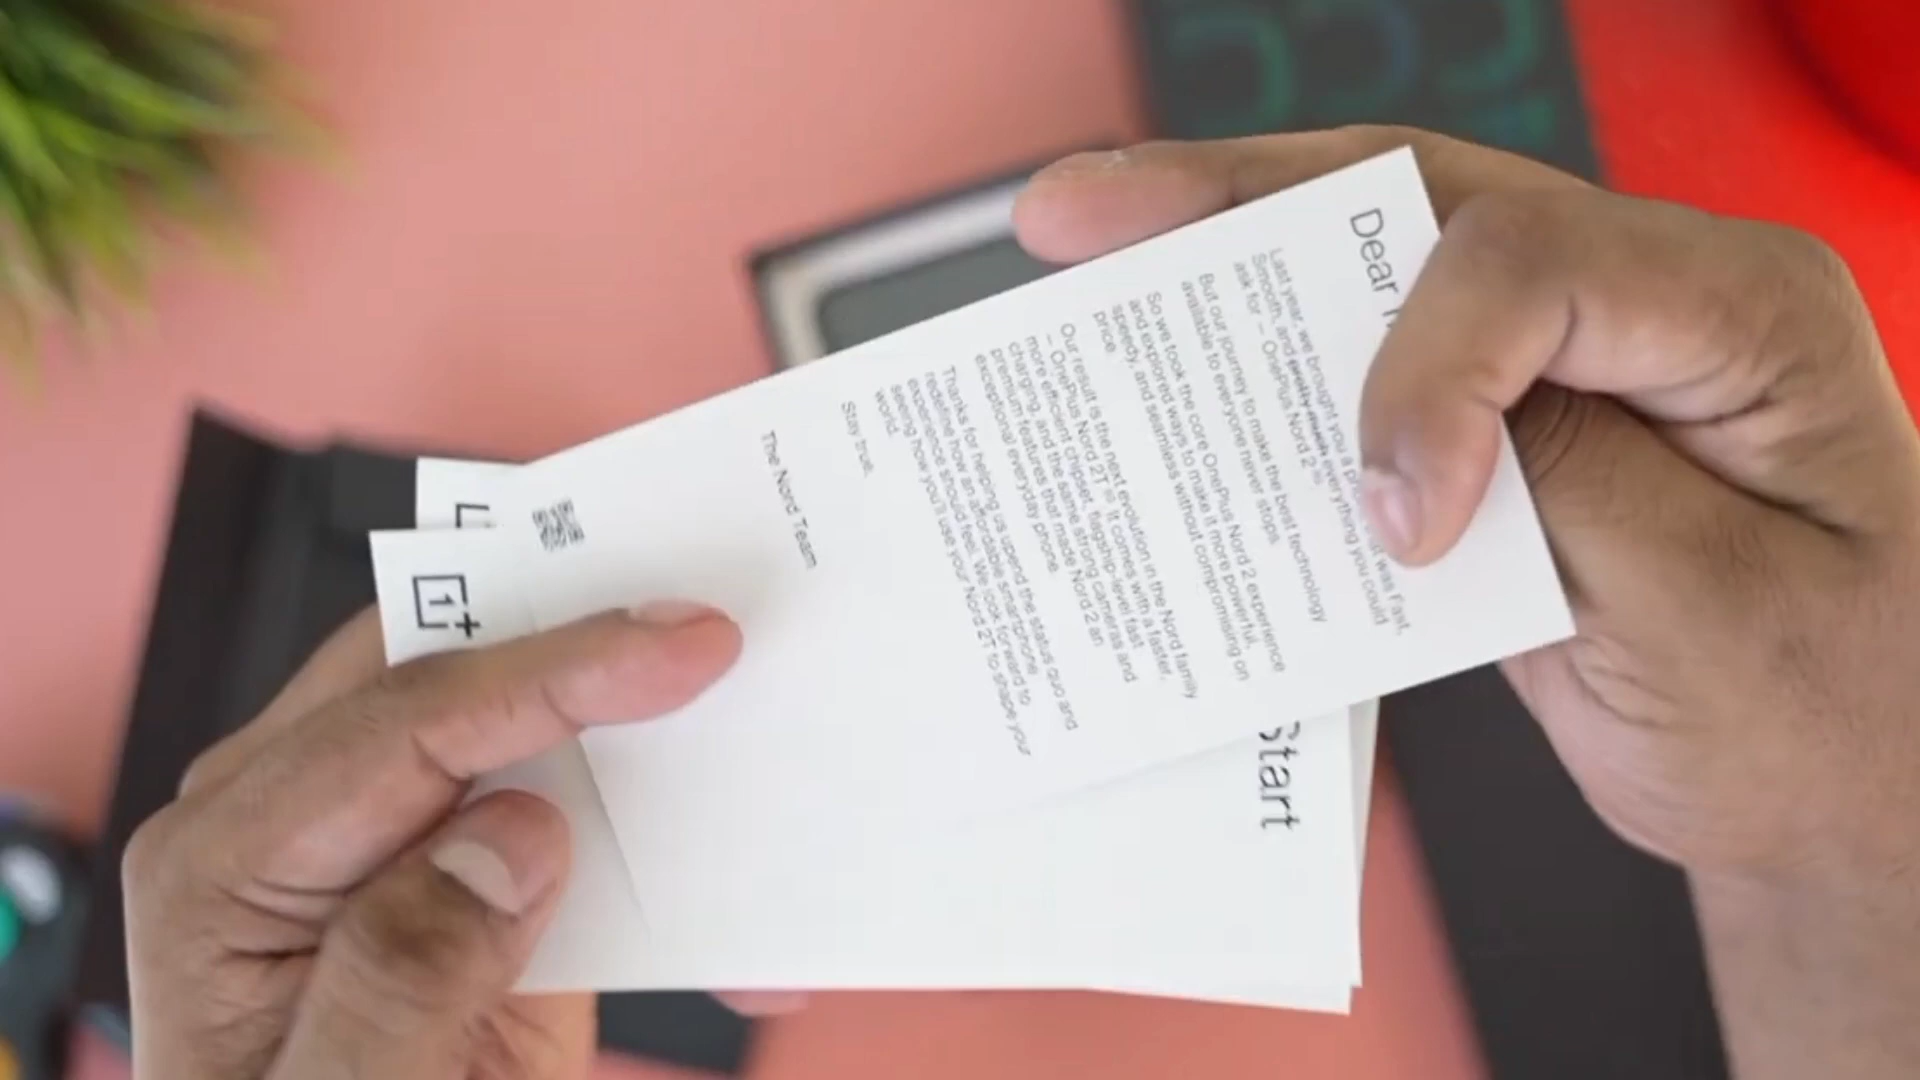 Dear
Last year, we brought you a was Fast,
Smooth, and pretty much everything you could
ask for – OnePlus Nord 2
But our journey to make the best technology
available to everyone never stops.
So we took the core OnePlus Nord 2 experience
and explored ways to make it more powerful,
speedy, and seamless without compromising on
price.
Our result is the next evolution in the Nord family
– OnePlus Nord 2T It comes with a faster,
more efficient chipset, flagship-level fast
charging, and the same strong cameras and
premium features that made Nord 2 an
exceptional everyday phone.
Thanks for helping us upend the status quo and
redefine how an affordable smartphone
experience should feel. We look forward to
seeing how you'll use your Nord 2T to shape your
world.
Stay true,
The Nord Team
Start
1+